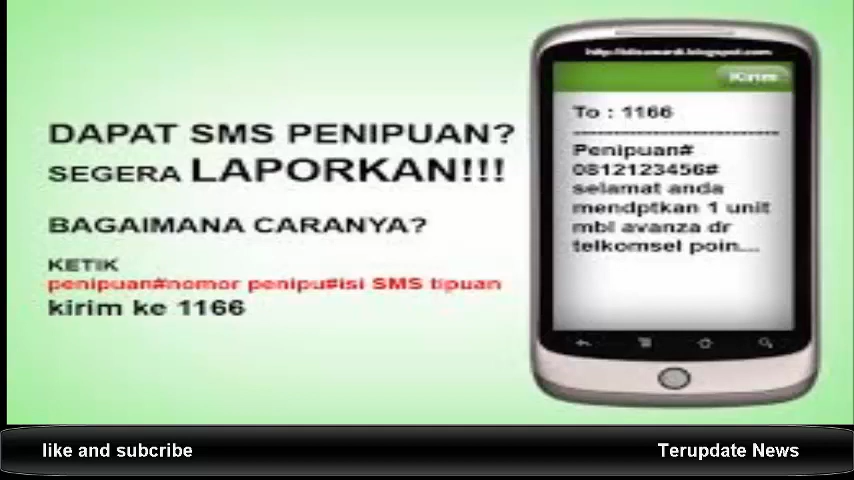 DAPAT SMS PENIPUAN?
SEGERA LAPORKAN!!!
BAGAIMANA CARANYA?
KETIK
penipuan#nomor penipu#isi SMS tipuan
kirim ke 1166
Kirim
To : 1166
--------------------------
Penipuan#
0812123456#
selamat anda
mendptkan 1 unit
mbl avanza dr
telkomsel poin...
like and subcribe
Terupdate News